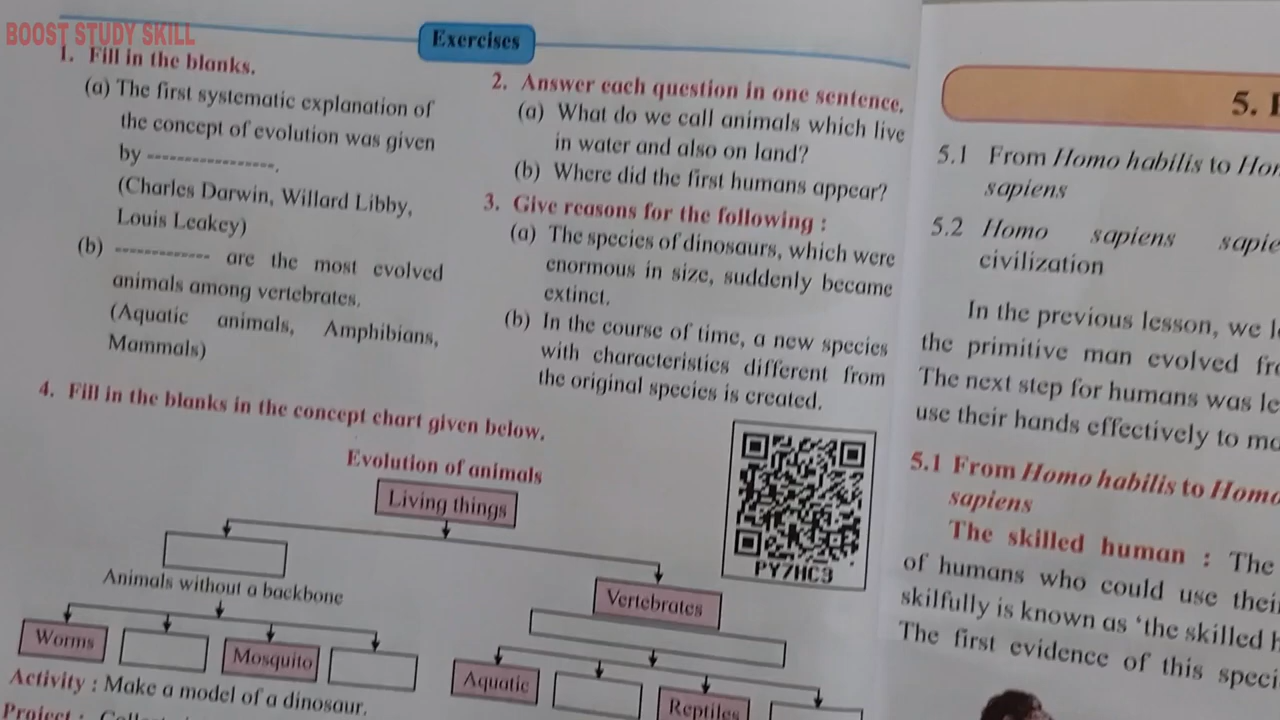 BOOST STUDY SKILL
Exercises
1. Fill in the blanks.
(a) The first systematic explanation of
the concept of evolution was given
by ----------------.
(Charles Darwin, Willard Libby,
Louis Leakey)
(b) ------------ are the most evolved
animals among vertebrates.
(Aquatic animals, Amphibians,
Mammals)
2. Answer each question in one sentence.
(a) What do we call animals which live
in water and also on land?
(b) Where did the first humans appear?
3. Give reasons for the following :
(a) The species of dinosaurs, which were
enormous in size, suddenly became
extinct.
(b) In the course of time, a new species
with characteristics different from
the original species is created.
4. Fill in the blanks in the concept chart given below.
Evolution of animals
Living things
Animals without a backbone
Vertebrates
Worms
Mosquito
Aquatic
Reptiles
PY7HC9
Activity : Make a model of a dinosaur.
Project :
5.
5.1 From Homo habilis to
sapiens
5.2 Homo sapiens
civilization
In the previous lesson, we
the primitive man evolved
The next step for humans was
use their hands effectively to
5.1 From Homo habilis to Homo
sapiens
The skilled human : The
of humans who could use
skilfully is known as 'the skilled
The first evidence of this